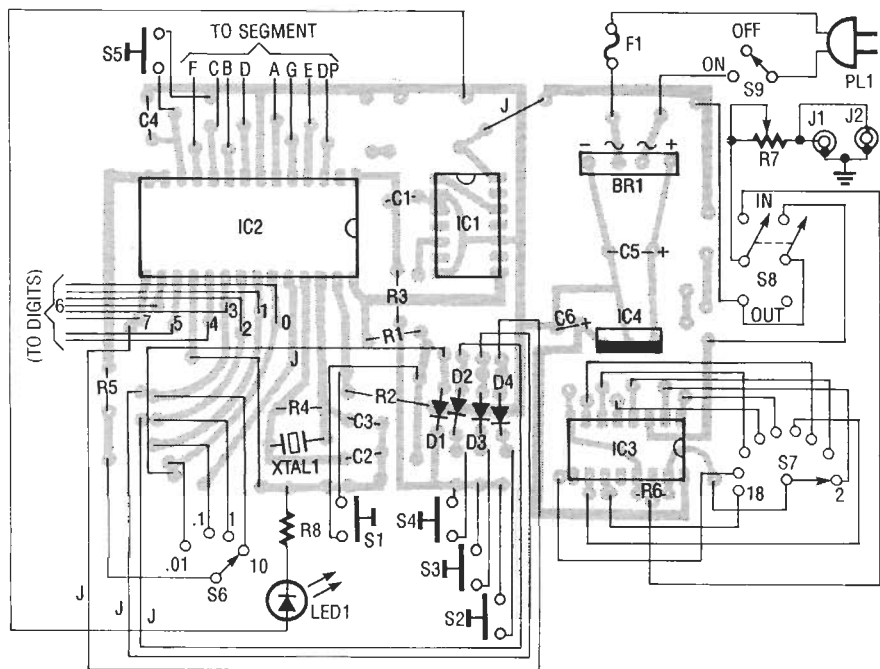 TO SEGMENT
S5
F C B D A G E DP
C4
J
F1
OFF
ON
S9
PL1
J1
J2
R7
- ~ ~ +
BR1
IC2
-C1-
IC1
IN
-C5-+
S8
OUT
(TO DIGITS)
6
7 5 4 3 2 1 0
R3
-R1-
C6 +
IC4
J
R5
D2
D4
R2
-R4-
C3
-C2-
XTAL1
D1
D3
IC3
-R6-
S7
18
2
.01
.1
1
10
S6
R8
S1
S4
S3
S2
LED1
J
J
J